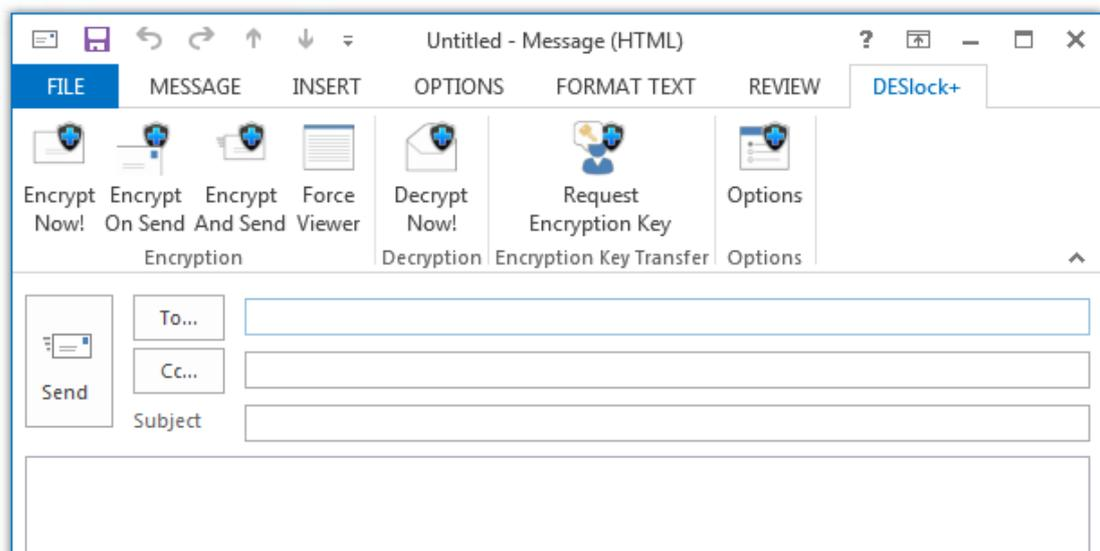 Untitled - Message (HTML) ?
FILE MESSAGE INSERT OPTIONS FORMAT TEXT REVIEW DESlock+
Encrypt Encrypt Encrypt Force Decrypt Request Options
Now! On Send And Send Viewer Now! Encryption Key
Encryption Decryption Encryption Key Transfer Options
To...
Cc...
Send
Subject